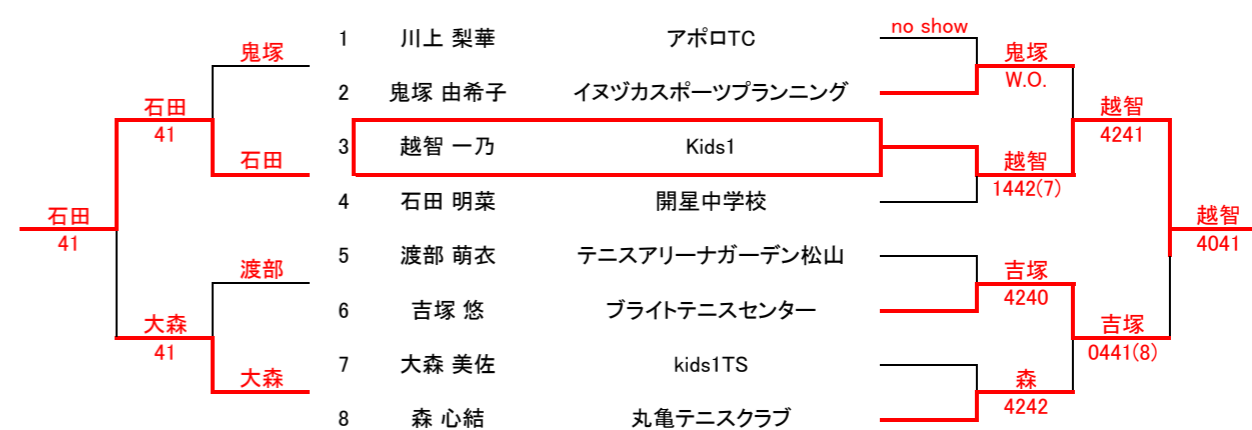 1 川上 梨華 アポロTC no show
鬼塚 鬼塚
W.O.
2 鬼塚 由希子 イヌヅカスポーツプランニング
石田 越智
41 4241
3 越智 一乃 Kids1
石田 越智
1442(7)
4 石田 明菜 開星中学校
石田 越智
41 4041
5 渡部 萌衣 テニスアリーナガーデン松山
渡部 吉塚
4240
6 吉塚 悠 ブライトテニスセンター
大森 吉塚
41 0441(8)
7 大森 美佐 kids1TS
大森 森
4242
8 森 心結 丸亀テニスクラブ